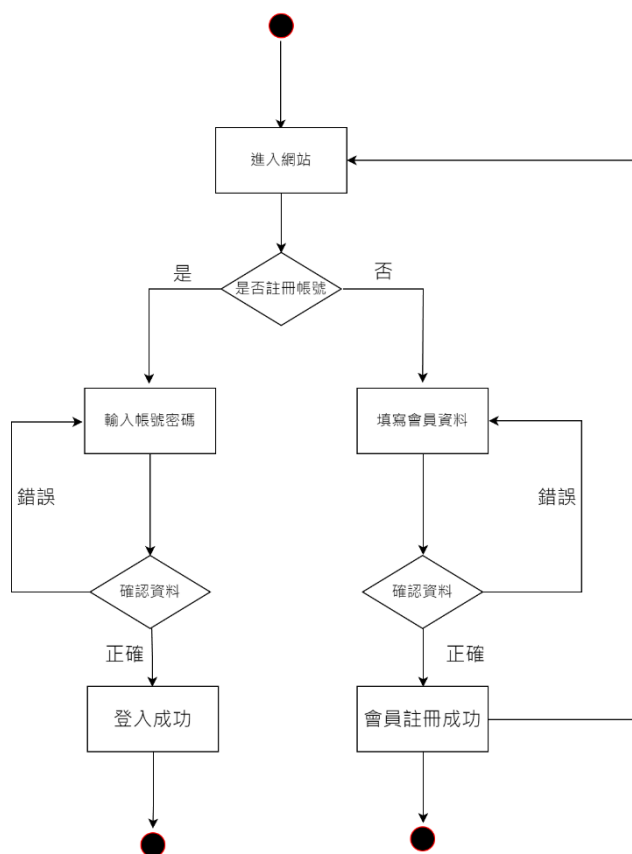 進入網站
是
否
是否註冊帳號
輸入帳號密碼
填寫會員資料
錯誤
錯誤
確認資料
確認資料
正確
正確
登入成功
會員註冊成功